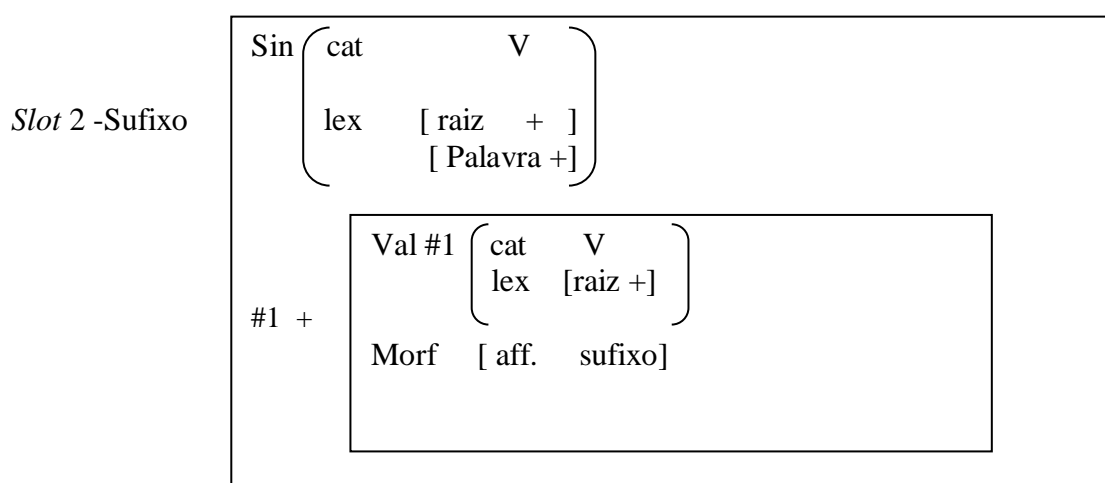 Sin cat V
Slot 2 -Sufixo lex [ raiz + ]
[ Palavra +]
Val #1 cat V
lex [raiz +]
#1 +
Morf [ aff. sufixo]